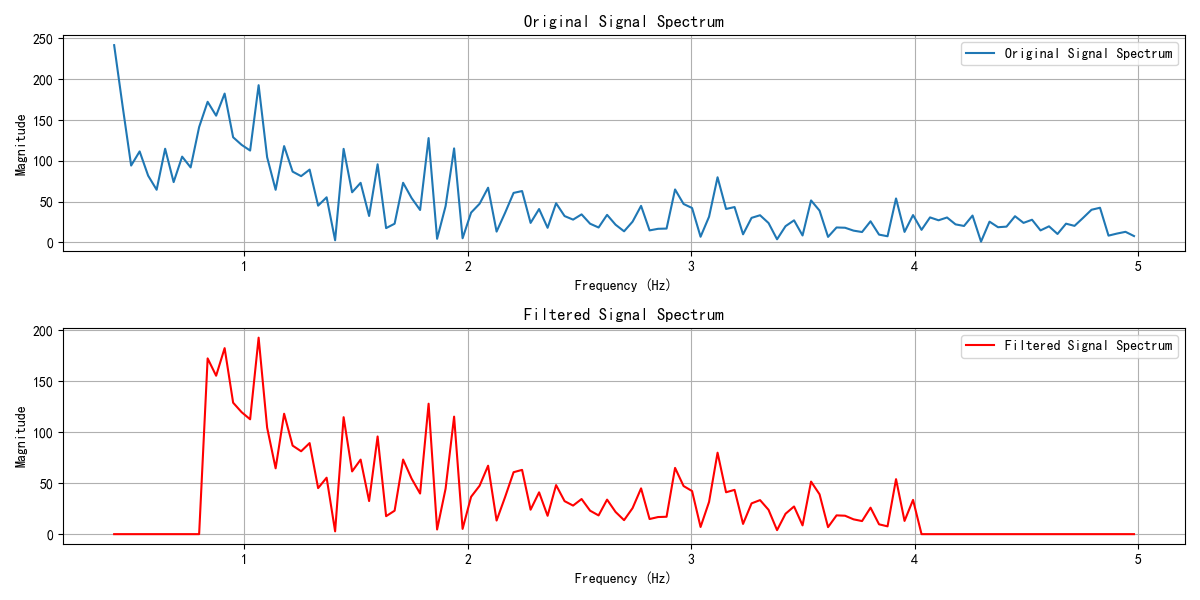 Original Signal Spectrum
250
200
150
100
50
0
Magnitude
Original Signal Spectrum
1
2
3
4
5
Frequency (Hz)
Filtered Signal Spectrum
200
150
100
50
0
Magnitude
Filtered Signal Spectrum
1
2
3
4
5
Frequency (Hz)